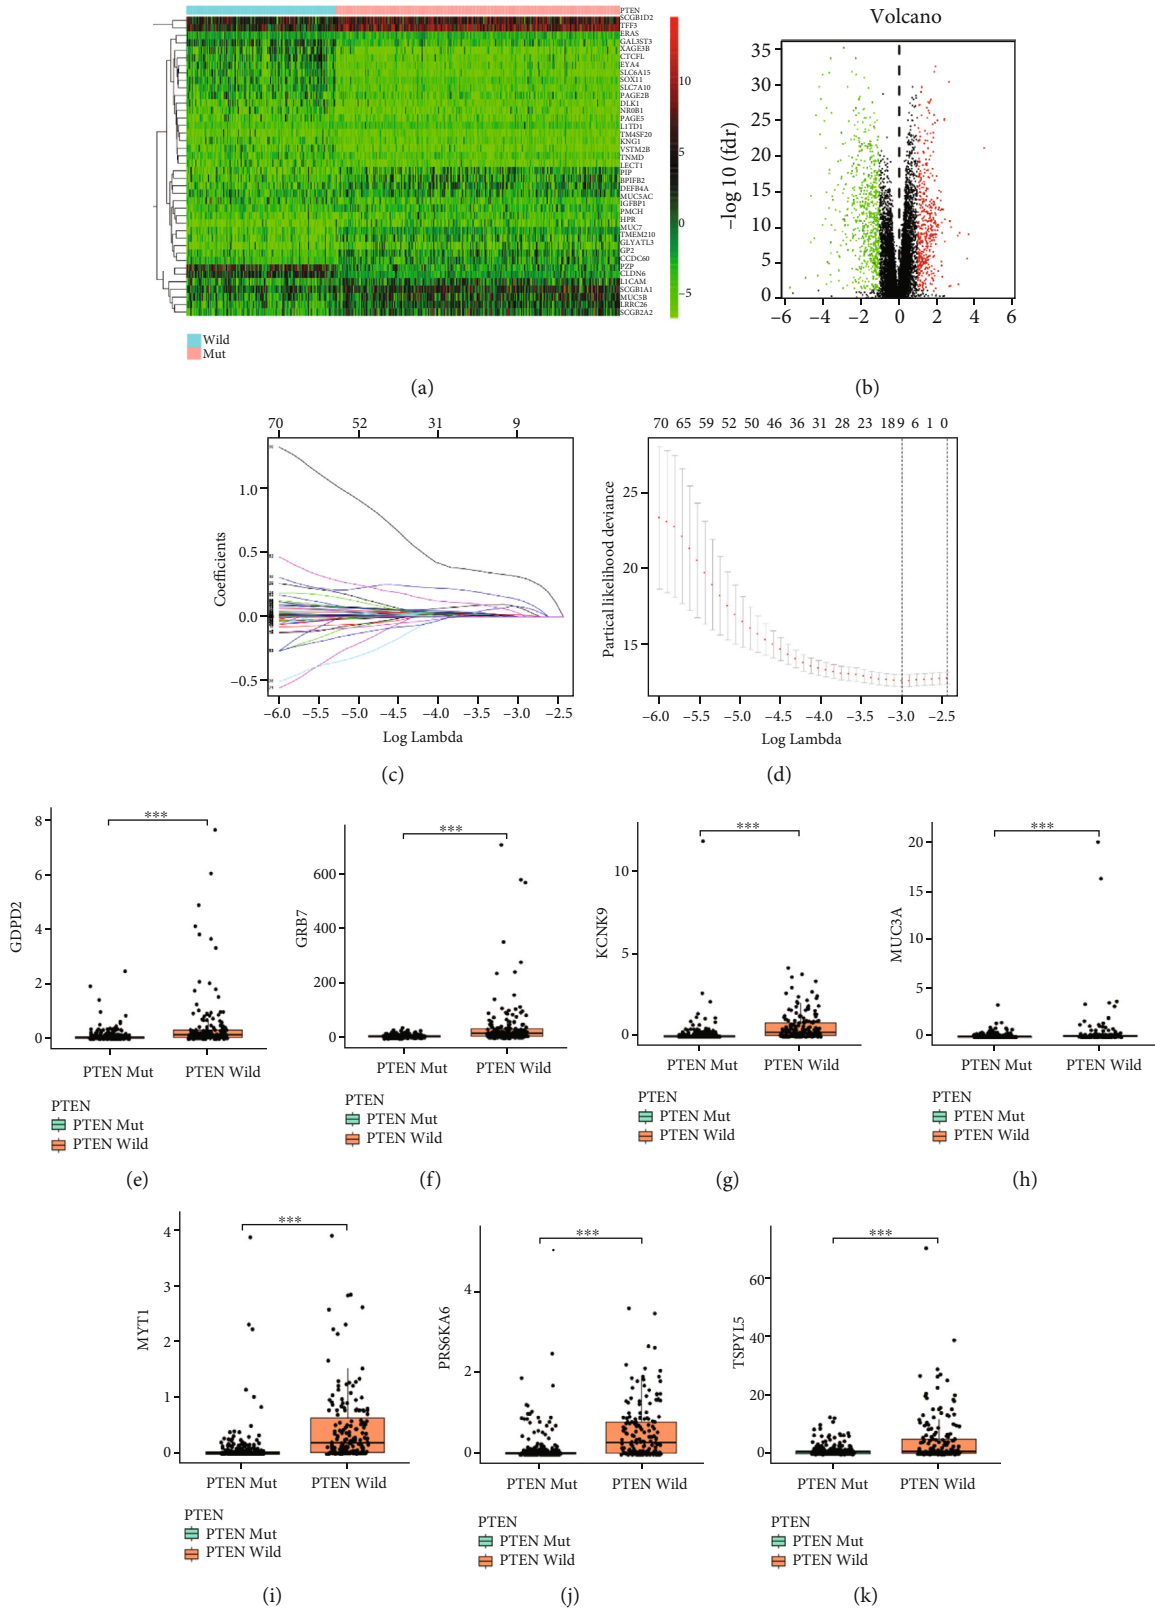 PTEN
SCGB1D2
TFF3
ERAS
GAL3ST3
XAGE3B
CTCFL
EYA4
SLC6A15
SOX11
SLC7A10
PAGE2B
DLK1
NR0B1
PAGE5
L1TD1
TM4SF20
KNG1
VSTM2B
TNMD
LECT1
PIP
BPIFB2
DEFB4A
MUC5AC
IGFBP1
PMCH
HPR
MUC7
TMEM210
GLYATL3
GP2
CCDC60
PZP
CLDN6
L1CAM
SCGB1A1
MUC5B
LRRC26
SCGB2A2
10
5
0
−5
Wild
Mut
(a)
Volcano
−log 10 (fdr)
35
30
25
20
15
10
5
0
−6 −4 −2 0 2 4 6
(b)
70 52 31 9
Coefficients
1.0
0.5
0.0
−0.5
−6.0 −5.5 −5.0 −4.5 −4.0 −3.5 −3.0 −2.5
Log Lambda
(c)
70 65 59 52 50 46 36 31 28 23 18 9 6 1 0
Partical likelihood deviance
25
20
15
−6.0 −5.5 −5.0 −4.5 −4.0 −3.5 −3.0 −2.5
Log Lambda
(d)
***
GDPD2
8
6
4
2
0
PTEN Mut PTEN Wild
PTEN
PTEN Mut
PTEN Wild
(e)
***
GRB7
600
400
200
0
PTEN Mut PTEN Wild
PTEN
PTEN Mut
PTEN Wild
(f)
***
KCNK9
10
5
0
PTEN Mut PTEN Wild
PTEN
PTEN Mut
PTEN Wild
(g)
***
MUC3A
20
15
10
5
0
PTEN Mut PTEN Wild
PTEN
PTEN Mut
PTEN Wild
(h)
***
MYT1
4
3
2
1
0
PTEN Mut PTEN Wild
PTEN
PTEN Mut
PTEN Wild
(i)
***
PRS6KA6
4
2
0
PTEN Mut PTEN Wild
PTEN
PTEN Mut
PTEN Wild
(j)
***
TSPYL5
60
40
20
0
PTEN Mut PTEN Wild
PTEN
PTEN Mut
PTEN Wild
(k)